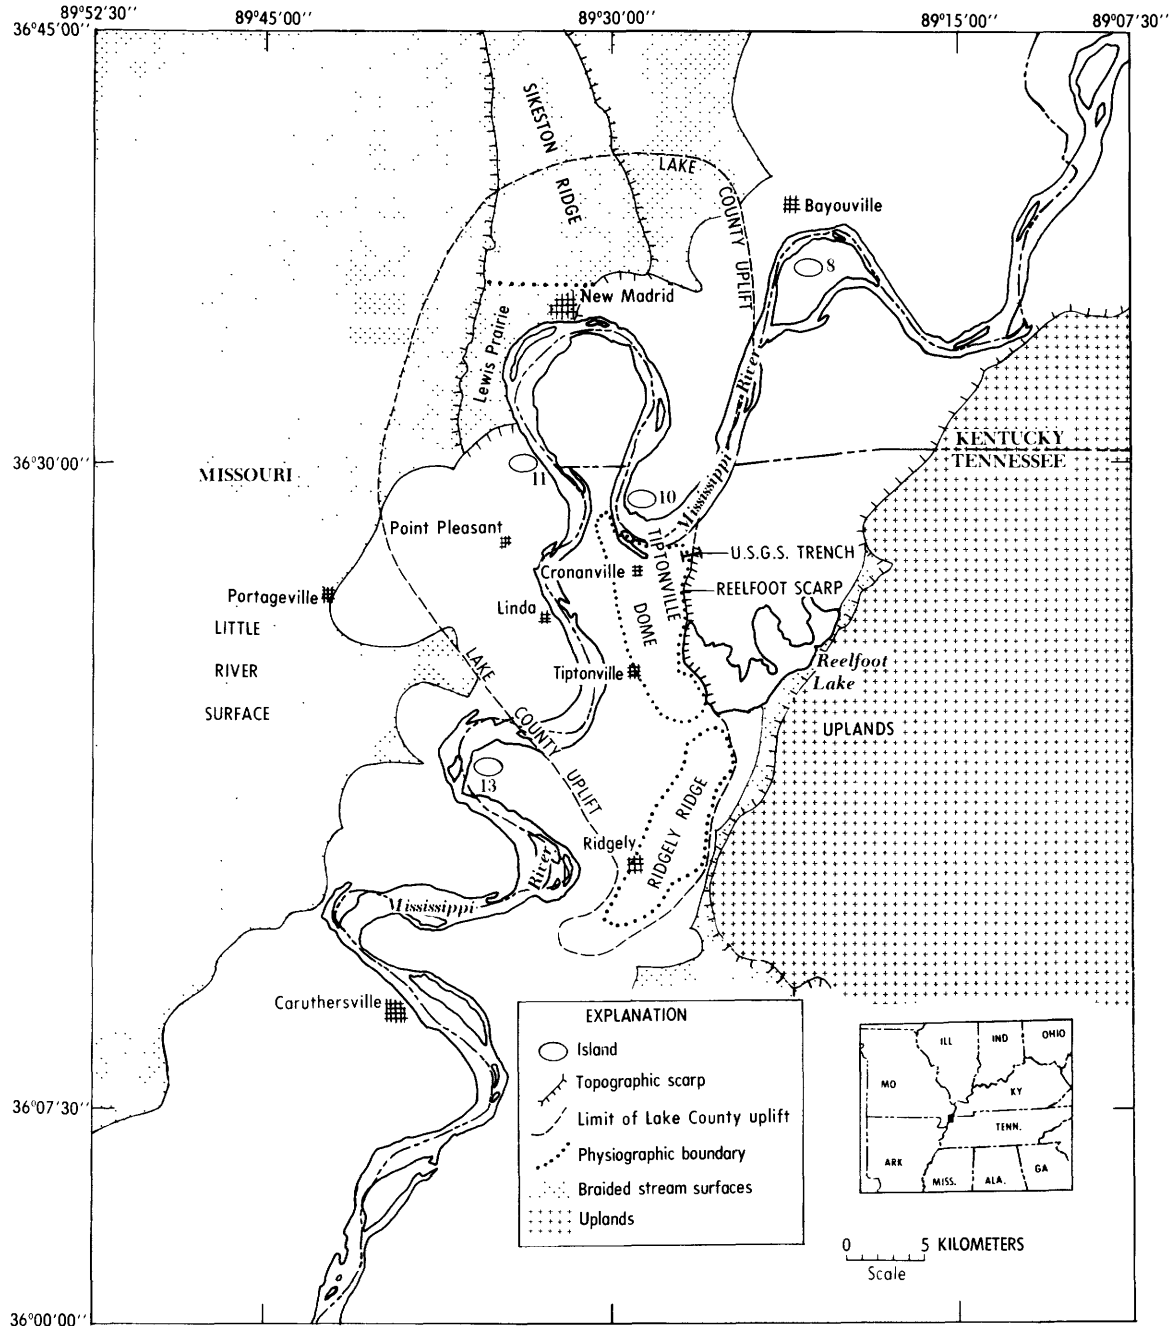 89°52'30'' 89°45'00'' 89°30'00'' 89°15'00'' 89°07'30''
36°45'00''
SIKESTON
RIDGE
LAKE
COUNTY UPLIFT
Bayouville
8
New Madrid
Lewis Prairie
River
Mississippi
36°30'00''
MISSOURI
KENTUCKY
TENNESSEE
11
10
Point Pleasant
U.S.G.S. TRENCH
Cronanville
TIPTONVILLE
DOME
REELFOOT SCARP
Portageville
Linda
LITTLE
RIVER
SURFACE
LAKE
COUNTY
UPLIFT
Tiptonville
Reelfoot
Lake
UPLANDS
13
Ridgely
RIDGELY RIDGE
River
Mississippi
Caruthersville
EXPLANATION
Island
Topographic scarp
Limit of Lake County uplift
Physiographic boundary
Braided stream surfaces
Uplands
36°07'30''
ILL
IND
OHIO
MO
KY
TENN.
ARK
MISS.
ALA.
GA
0 5 KILOMETERS
Scale
36°00'00''